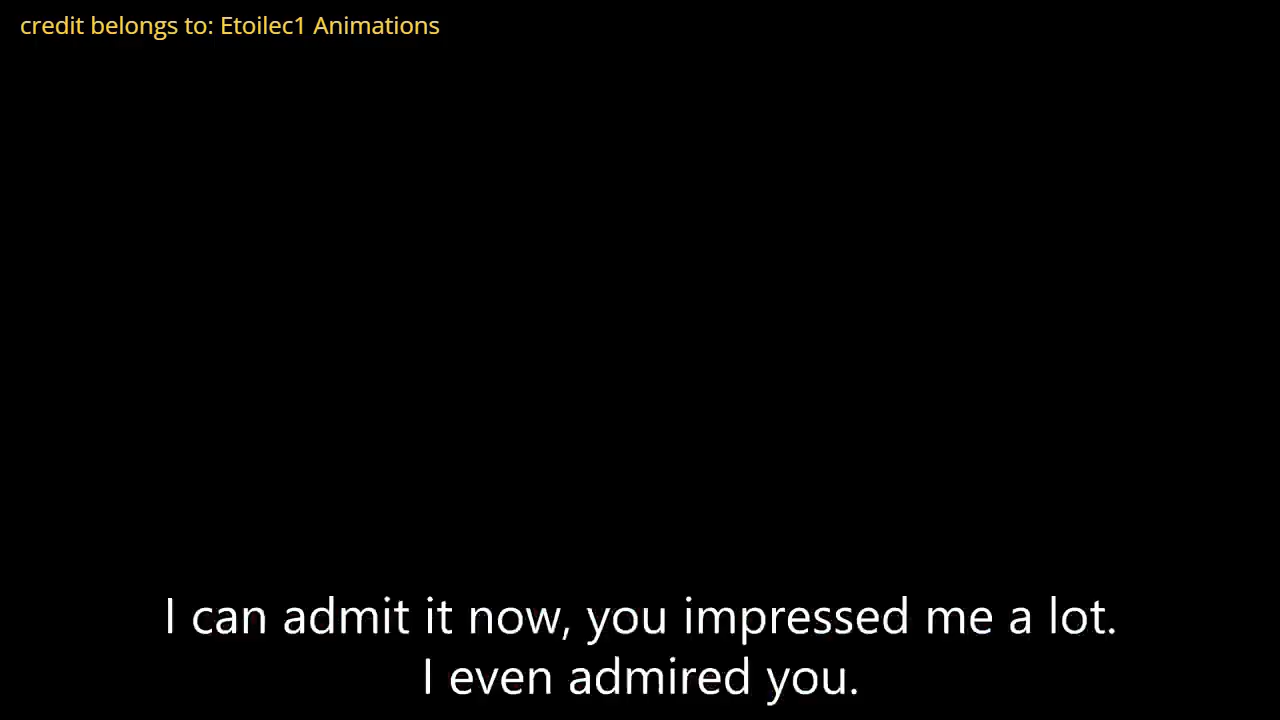 credit belongs to: Etoilec1 Animations
I can admit it now, you impressed me a lot.
I even admired you.